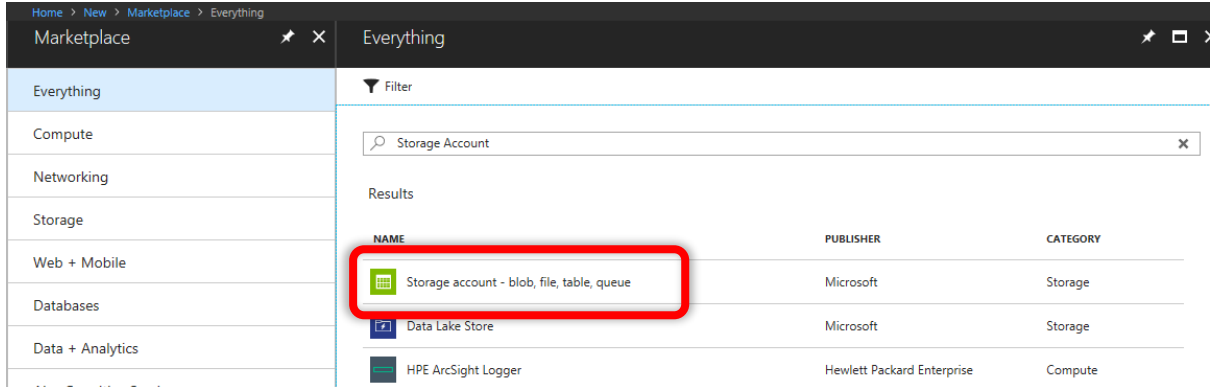 Home > New > Marketplace > Everything
Marketplace
Everything
Compute
Networking
Storage
Web + Mobile
Databases
Data + Analytics
Everything
Filter
Storage Account
Results
NAME PUBLISHER CATEGORY
Storage account - blob, file, table, queue Microsoft Storage
Data Lake Store Microsoft Storage
HPE ArcSight Logger Hewlett Packard Enterprise Compute